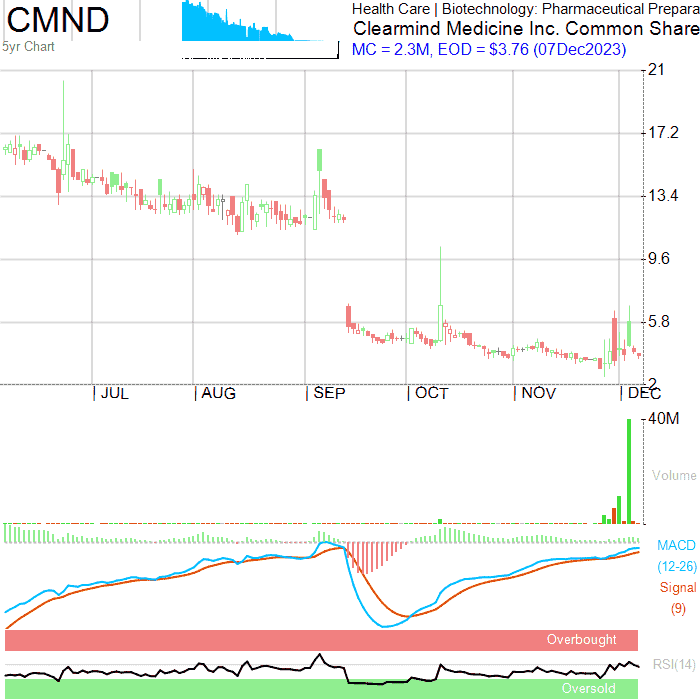 CMND
5yr Chart
Health Care | Biotechnology: Pharmaceutical Prepara
Clearmind Medicine Inc. Common Share
MC = 2.3M, EOD = $3.76 (07Dec2023)
21
17.2
13.4
9.6
5.8
2
JUL AUG SEP OCT NOV DEC
40M
Volume
MACD
(12-26)
Signal
(9)
Overbought
RSI(14)
Oversold